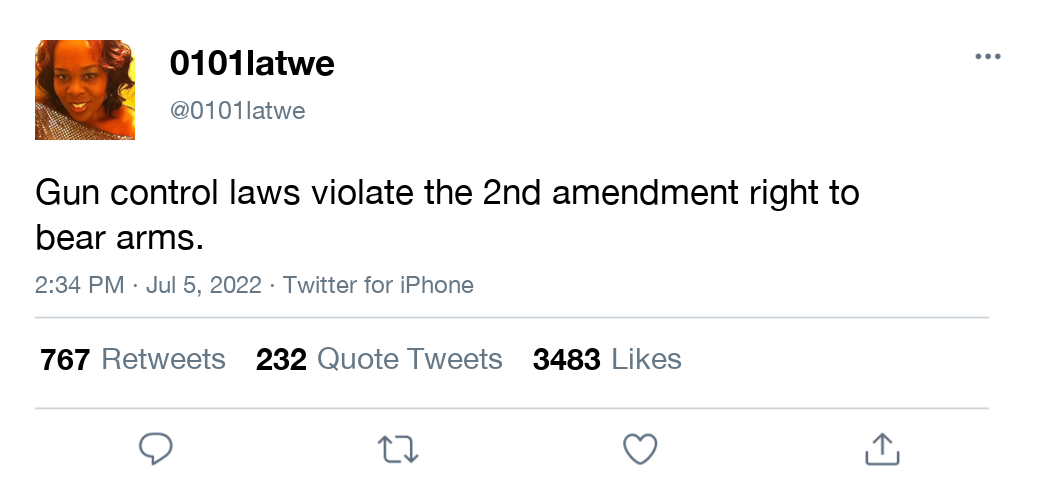 0101latwe
@0101latwe
Gun control laws violate the 2nd amendment right to
bear arms.
2:34 PM · Jul 5, 2022 · Twitter for iPhone
767 Retweets 232 Quote Tweets 3483 Likes